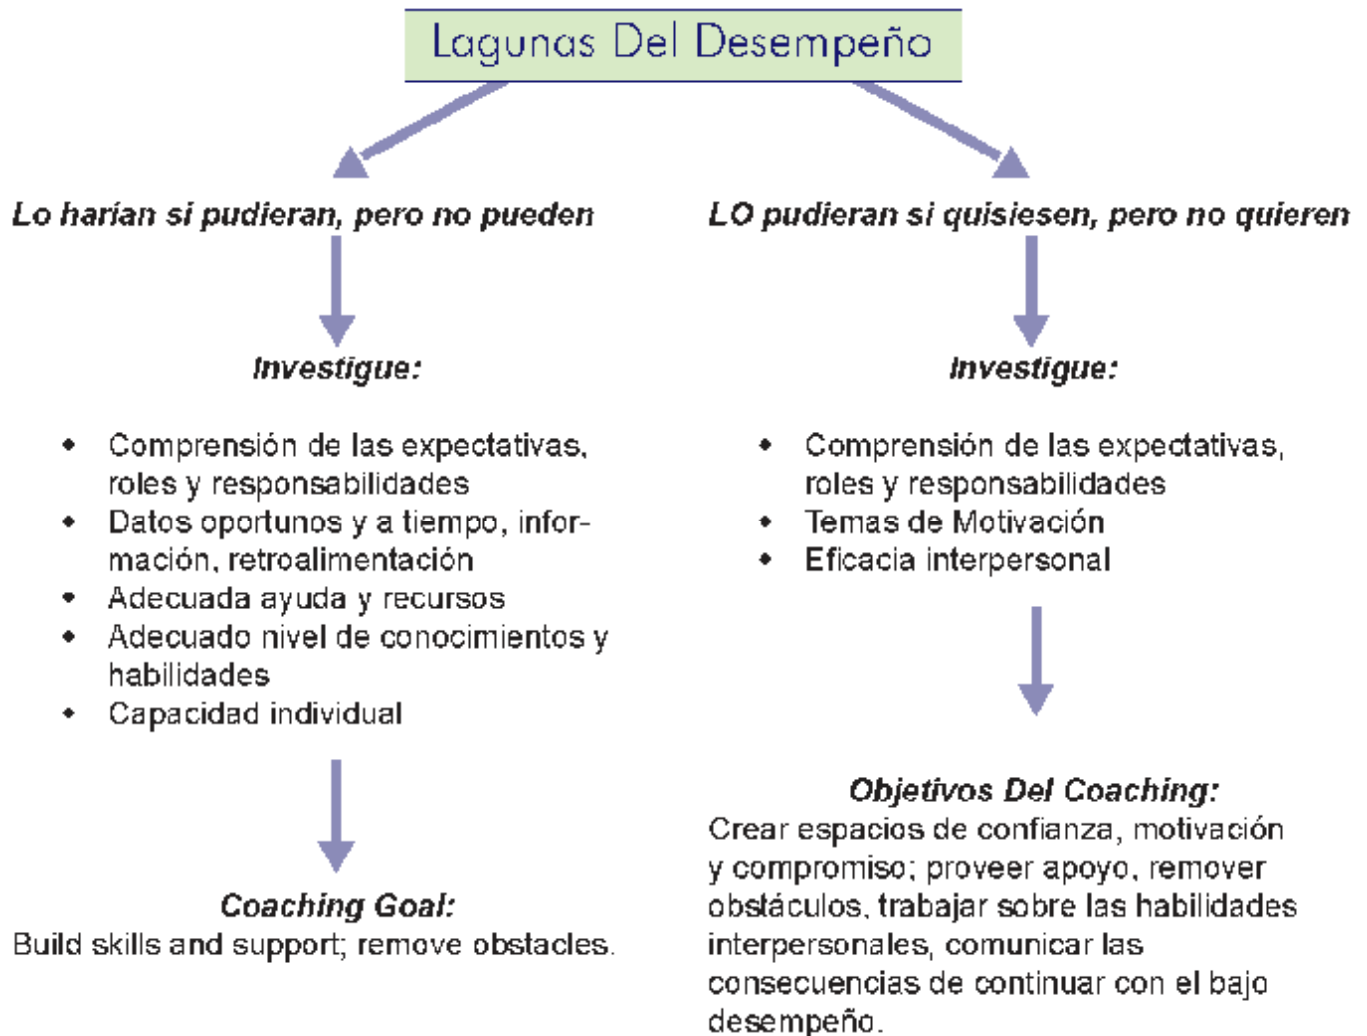 Lagunas Del Desempeño
Lo harían si pudieran, pero no pueden
Investigue:
• Comprensión de las expectativas,
roles y responsabilidades
• Datos oportunos y a tiempo, infor-
mación, retroalimentación
• Adecuada ayuda y recursos
• Adecuado nivel de conocimientos y
habilidades
• Capacidad individual
Coaching Goal:
Build skills and support; remove obstacles.
LO pudieran si quisiesen, pero no quieren
Investigue:
• Comprensión de las expectativas,
roles y responsabilidades
• Temas de Motivación
• Eficacia interpersonal
Objetivos Del Coaching:
Crear espacios de confianza, motivación
y compromiso; proveer apoyo, remover
obstáculos, trabajar sobre las habilidades
interpersonales, comunicar las
consecuencias de continuar con el bajo
desempeño.